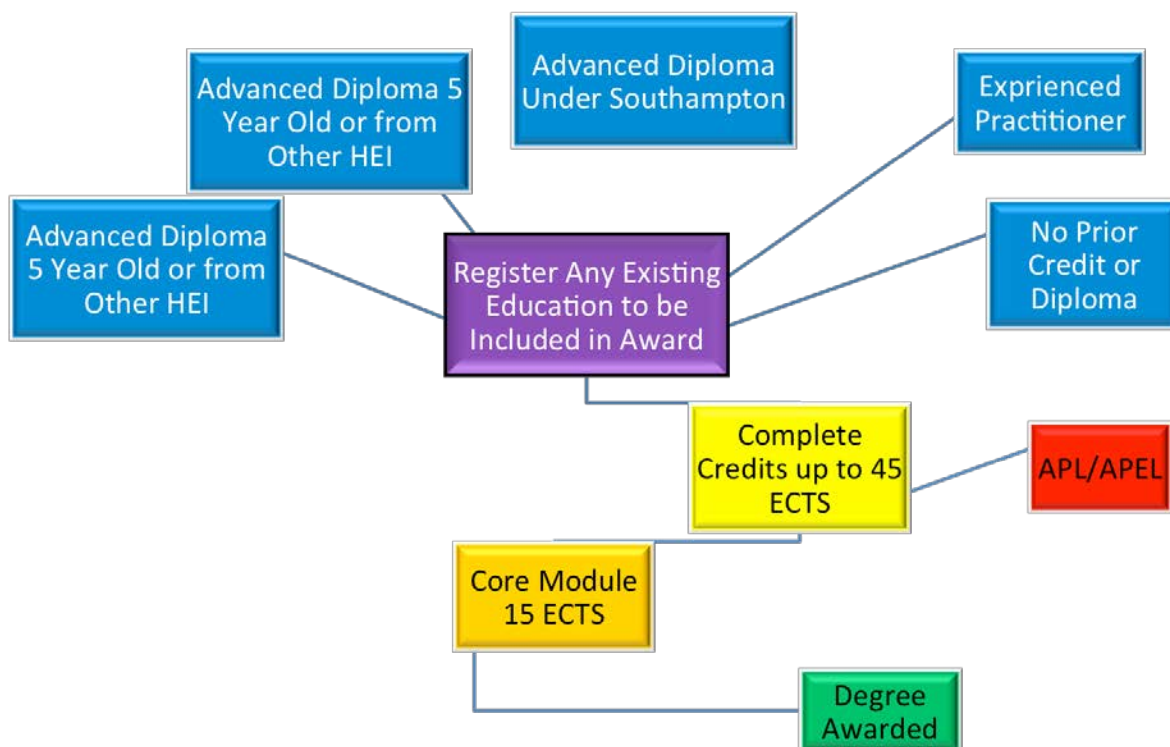 Advanced Diploma
Under Southampton
Advanced Diploma 5
Year Old or from
Other HEI
Exprienced
Practitioner
Advanced Diploma
5 Year Old or from
Other HEI
No Prior
Credit or
Diploma
Register Any Existing
Education to be
Included in Award
Complete
Credits up to 45
ECTS
APL/APEL
Core Module
15 ECTS
Degree
Awarded